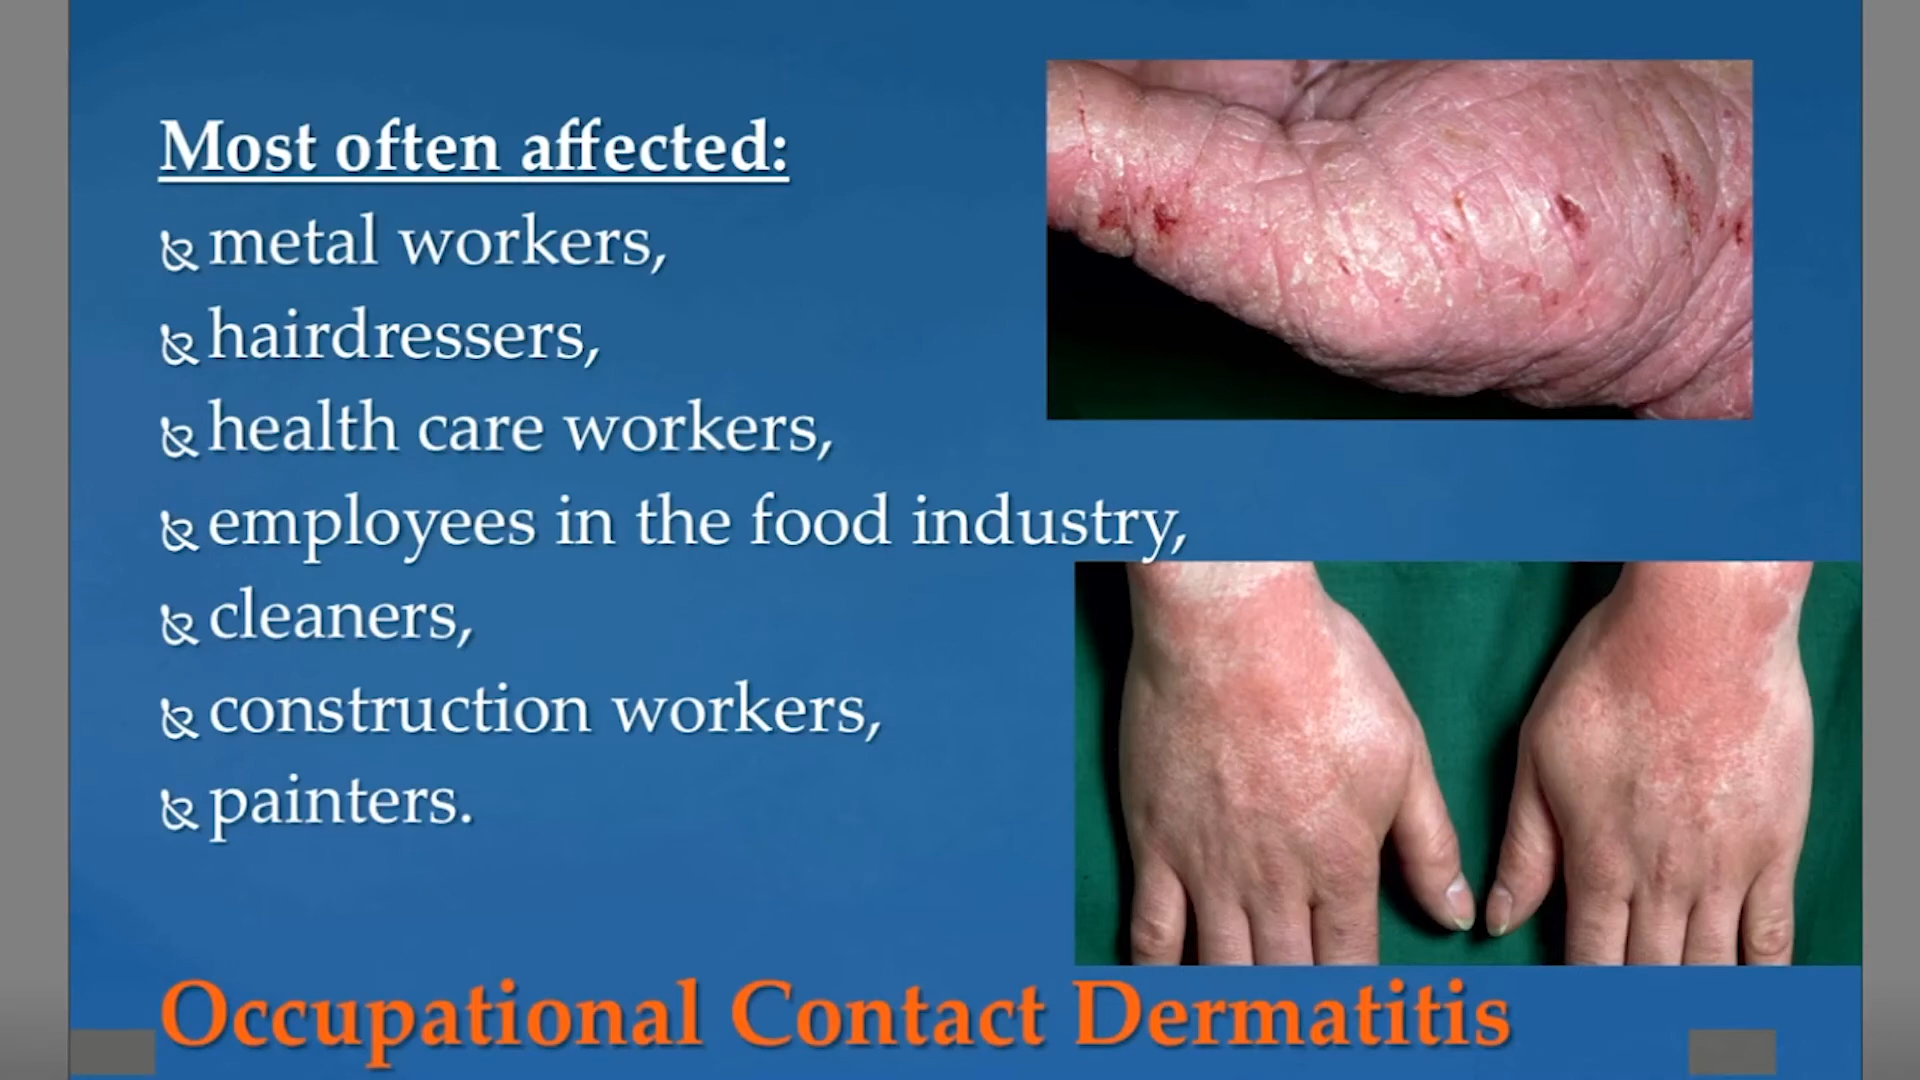 Most often affected:
metal workers,
hairdressers,
health care workers,
employees in the food industry,
cleaners,
construction workers,
painters.
Occupational Contact Dermatitis